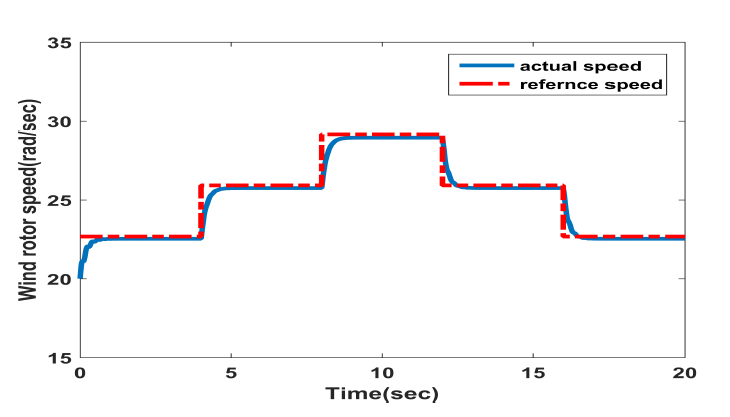 35
30
25
20
15
0
5
10
15
20
Wind rotor speed(rad/sec)
Time(sec)
actual speed
refernce speed